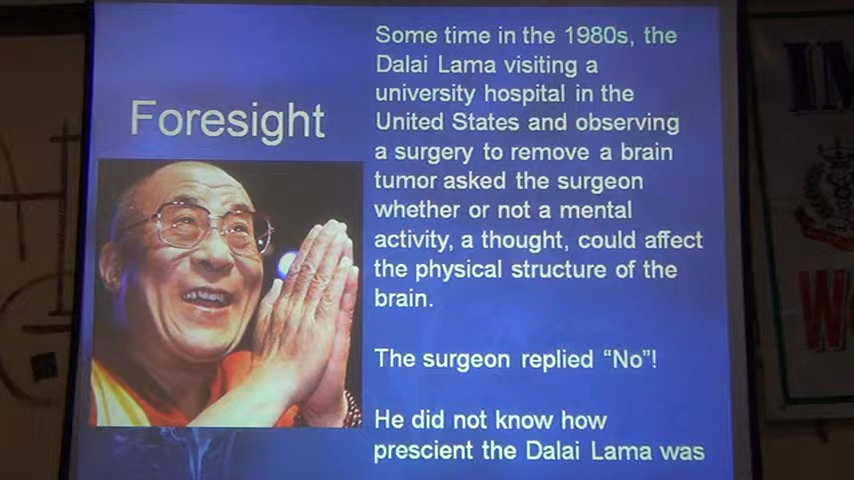 Foresight
Some time in the 1980s, the
Dalai Lama visiting a
university hospital in the
United States and observing
a surgery to remove a brain
tumor asked the surgeon
whether or not a mental
activity, a thought, could affect
the physical structure of the
brain.
The surgeon replied “No”!
He did not know how
prescient the Dalai Lama was
IM
W